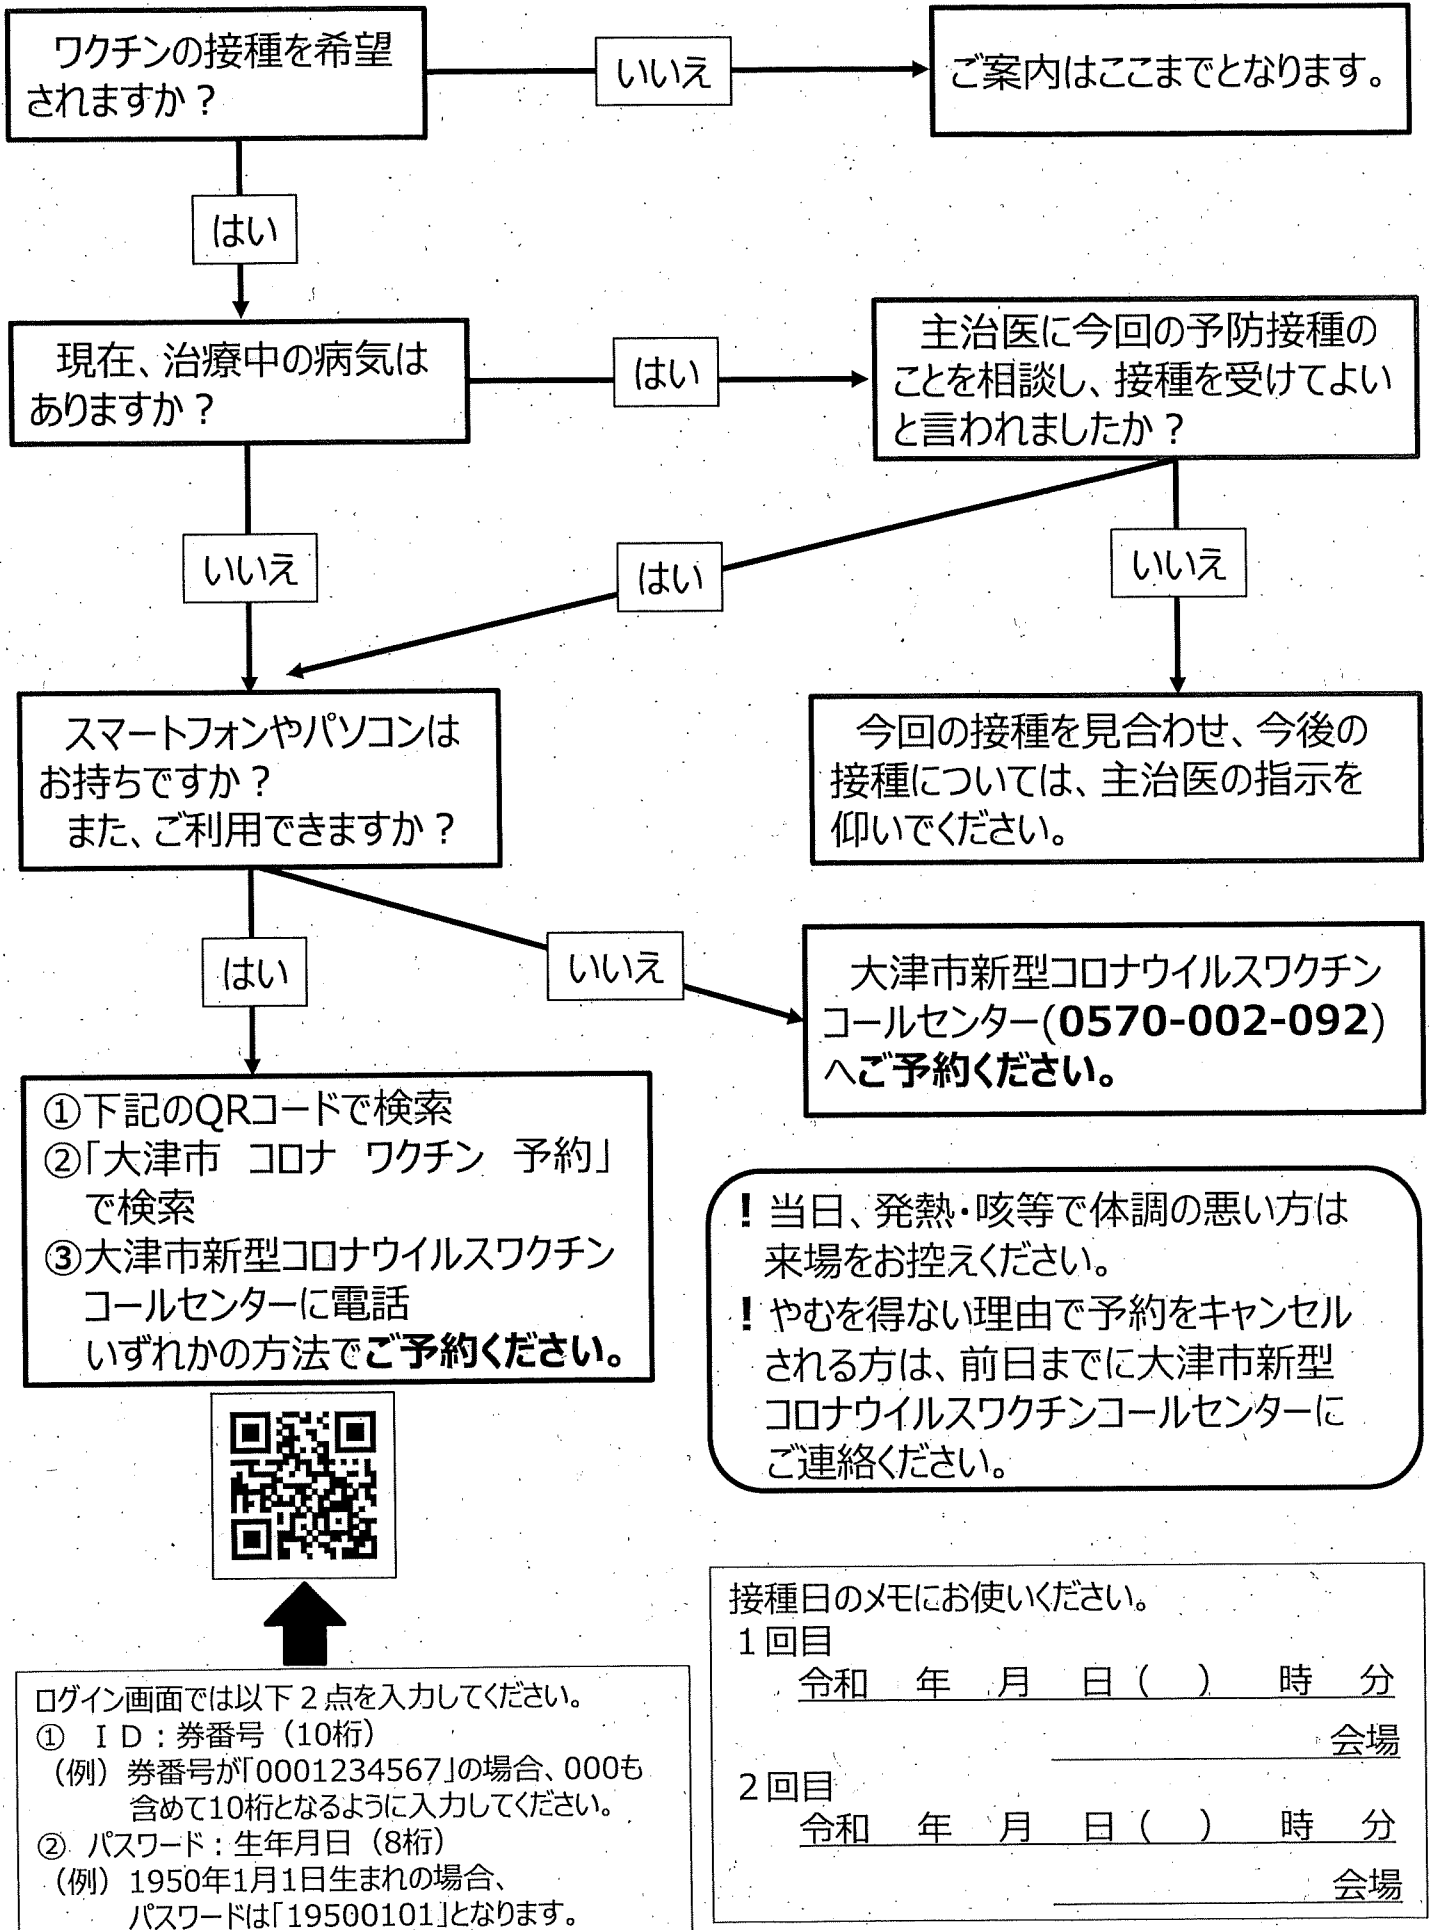 ワクチンの接種を希望
されますか？
いいえ
ご案内はここまでとなります。
はい
現在、治療中の病気は
ありますか？
はい
主治医に今回の予防接種の
ことを相談し、接種を受けてよい
と言われましたか？
いいえ
はい
いいえ
スマートフォンやパソコンは
お持ちですか？
また、ご利用できますか？
今回の接種を見合わせ、今後の
接種については、主治医の指示を
仰いでください。
はい
いいえ
大津市新型コロナウイルスワクチン
コールセンター(0570-002-092)
へご予約ください。
①下記のQRコードで検索
②「大津市　コロナ　ワクチン　予約」
で検索
③大津市新型コロナウイルスワクチン
コールセンターに電話
いずれかの方法でご予約ください。
！当日、発熱・咳等で体調の悪い方は
来場をお控えください。
！やむを得ない理由で予約をキャンセル
される方は、前日までに大津市新型
コロナウイルスワクチンコールセンターに
ご連絡ください。
ログイン画面では以下２点を入力してください。
①　ＩＤ：券番号（10桁）
（例）券番号が「0001234567」の場合、000も
含めて10桁となるように入力してください。
②　パスワード：生年月日（8桁）
（例）1950年1月1日生まれの場合、
パスワードは「19500101」となります。
接種日のメモにお使いください。
１回目
令和　年　月　日（　）　時　分
会場
２回目
令和　年　月　日（　）　時　分
会場